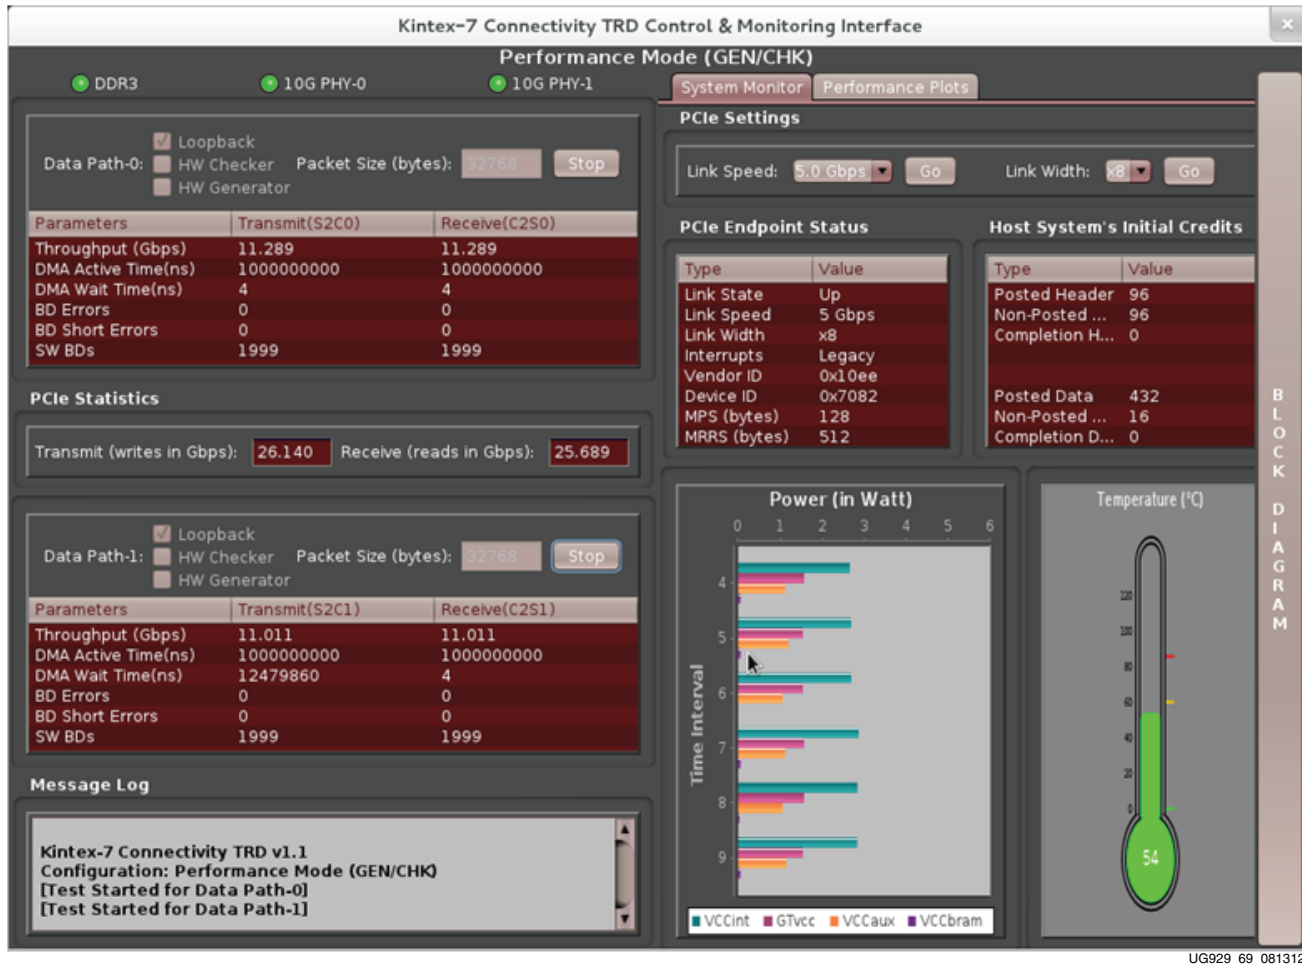 Kintex-7 Connectivity TRD Control & Monitoring Interface
Performance Mode (GEN/CHK)
DDR3 10G PHY-0 10G PHY-1
System Monitor Performance Plots
Data Path-0:
Loopback
HW Checker
HW Generator
Packet Size (bytes): 32768 Stop
Parameters Transmit(S2C0) Receive(C2S0)
Throughput (Gbps) 11.289 11.289
DMA Active Time(ns) 1000000000 1000000000
DMA Wait Time(ns) 4 4
BD Errors 0 0
BD Short Errors 0 0
SW BDs 1999 1999
PCIe Statistics
Transmit (writes in Gbps): 26.140 Receive (reads in Gbps): 25.689
Data Path-1:
Loopback
HW Checker
HW Generator
Packet Size (bytes): 32768 Stop
Parameters Transmit(S2C1) Receive(C2S1)
Throughput (Gbps) 11.011 11.011
DMA Active Time(ns) 1000000000 1000000000
DMA Wait Time(ns) 12479860 4
BD Errors 0 0
BD Short Errors 0 0
SW BDs 1999 1999
Message Log
Kintex-7 Connectivity TRD v1.1
Configuration: Performance Mode (GEN/CHK)
[Test Started for Data Path-0]
[Test Started for Data Path-1]
PCIe Settings
Link Speed: 5.0 Gbps Go Link Width: x8 Go
PCIe Endpoint Status
Type Value
Link State Up
Link Speed 5 Gbps
Link Width x8
Interrupts Legacy
Vendor ID 0x10ee
Device ID 0x7082
MPS (bytes) 128
MRRS (bytes) 512
Host System's Initial Credits
Type Value
Posted Header 96
Non-Posted ... 96
Completion H... 0
Posted Data 432
Non-Posted ... 16
Completion D... 0
Power (in Watt)
0 1 2 3 4 5 6
Time Interval
4
5
6
7
8
9
VCCint GTvcc VCCaux VCCbram
Temperature (°C)
120
100
80
60
40
20
0
54
BLOCK DIAGRAM
UG929_69_081312